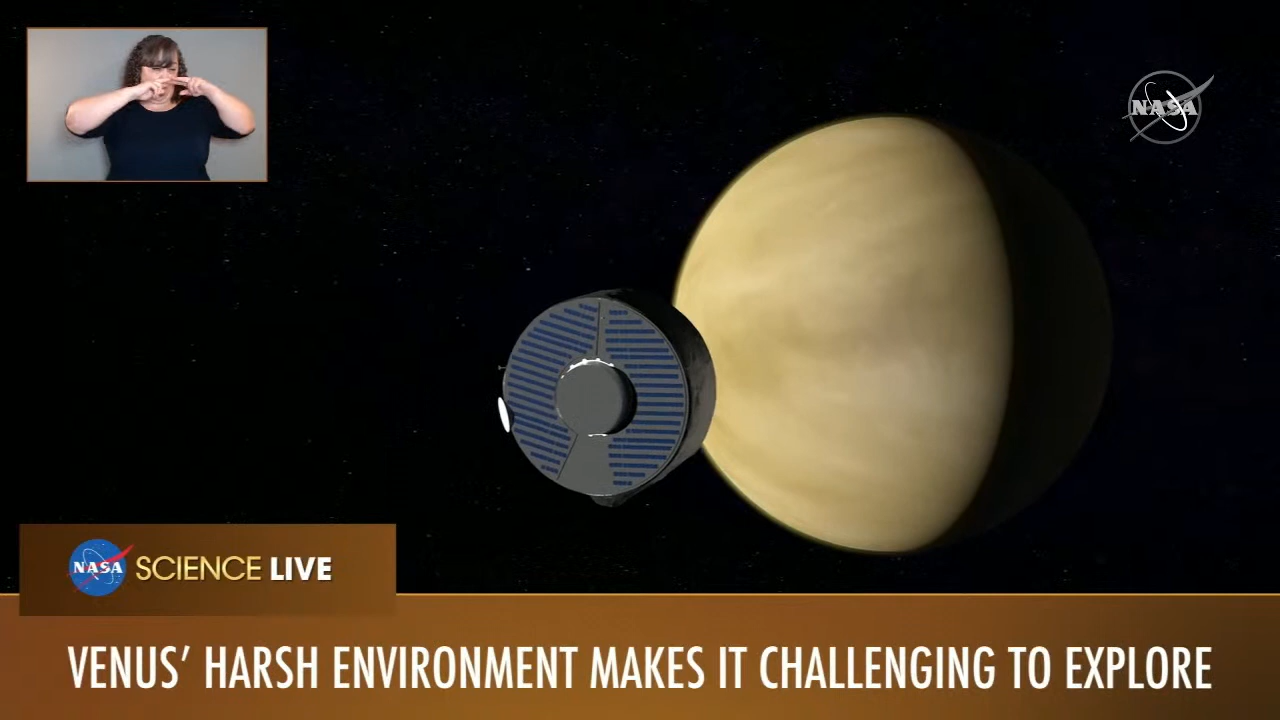 NASA
NASA SCIENCE LIVE
VENUS’ HARSH ENVIRONMENT MAKES IT CHALLENGING TO EXPLORE